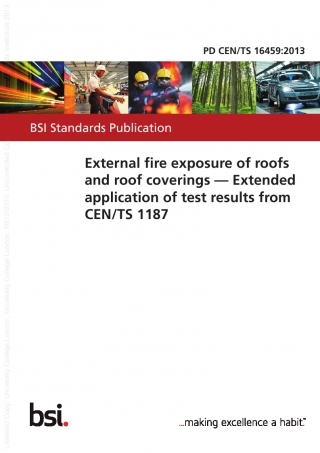 PD CEN/TS 16459:2013
BSI Standards Publication
External fire exposure of roofs
and roof coverings — Extended
application of test results from
CEN/TS 1187
bsi.
...making excellence a habit.™